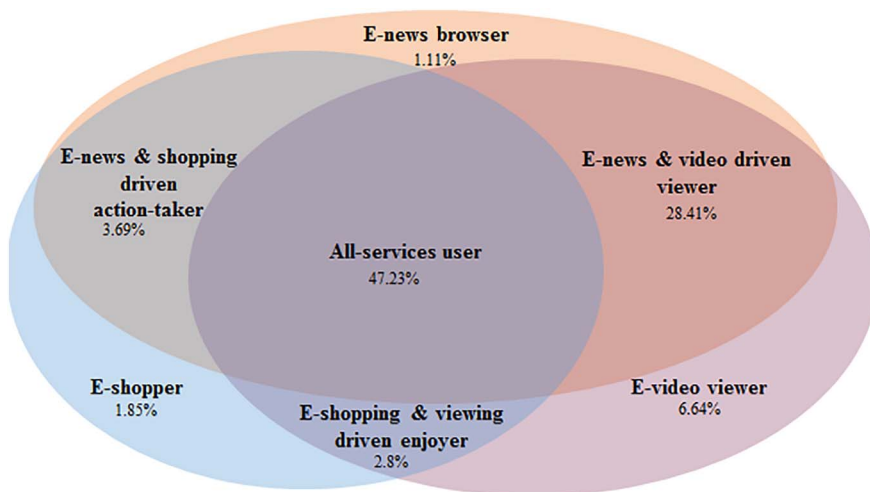 E-news browser
1.11%
E-news & shopping
driven
action-taker
3.69%
E-news & video driven
viewer
28.41%
All-services user
47.23%
E-shopper
1.85%
E-shopping & viewing
driven enjoyer
2.8%
E-video viewer
6.64%